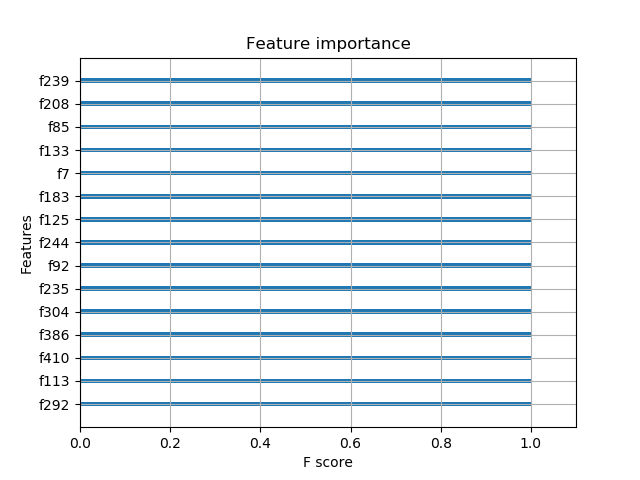 Feature importance
f239
f208
f85
f133
f7
f183
f125
f244
f92
f235
f304
f386
f410
f113
f292
Features
0.0 0.2 0.4 0.6 0.8 1.0
F score